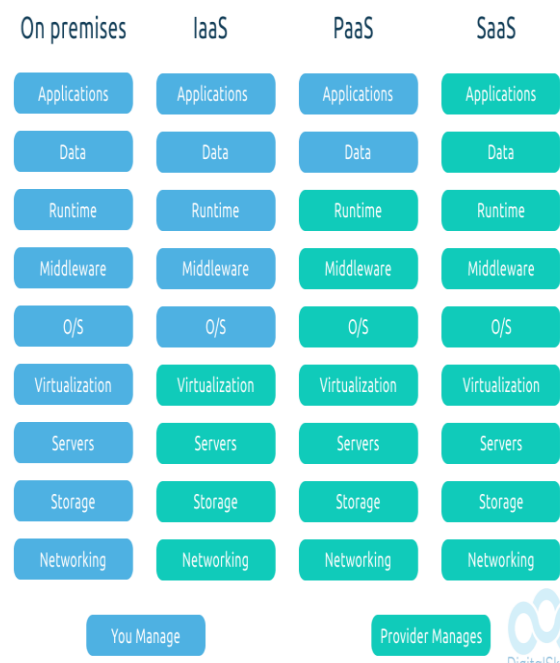 On premises IaaS PaaS SaaS
Applications Applications Applications Applications
Data Data Data Data
Runtime Runtime Runtime Runtime
Middleware Middleware Middleware Middleware
O/S O/S O/S O/S
Virtualization Virtualization Virtualization Virtualization
Servers Servers Servers Servers
Storage Storage Storage Storage
Networking Networking Networking Networking
You Manage Provider Manages